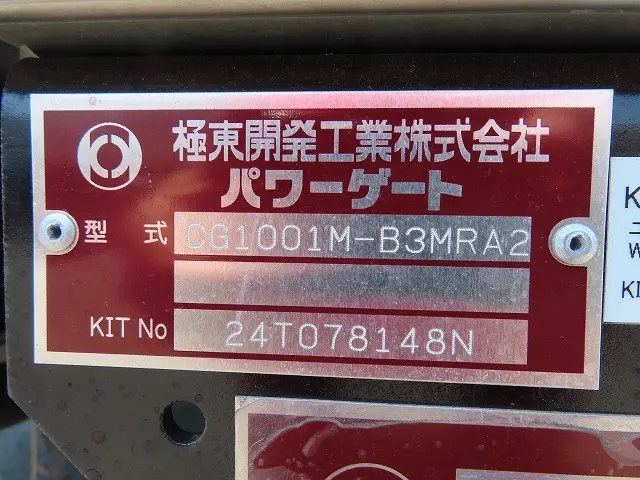 極東開発工業株式会社
パワーゲート
型式 CG1001M-B3MRA2
KIT No 24T078148N
K
W
KI